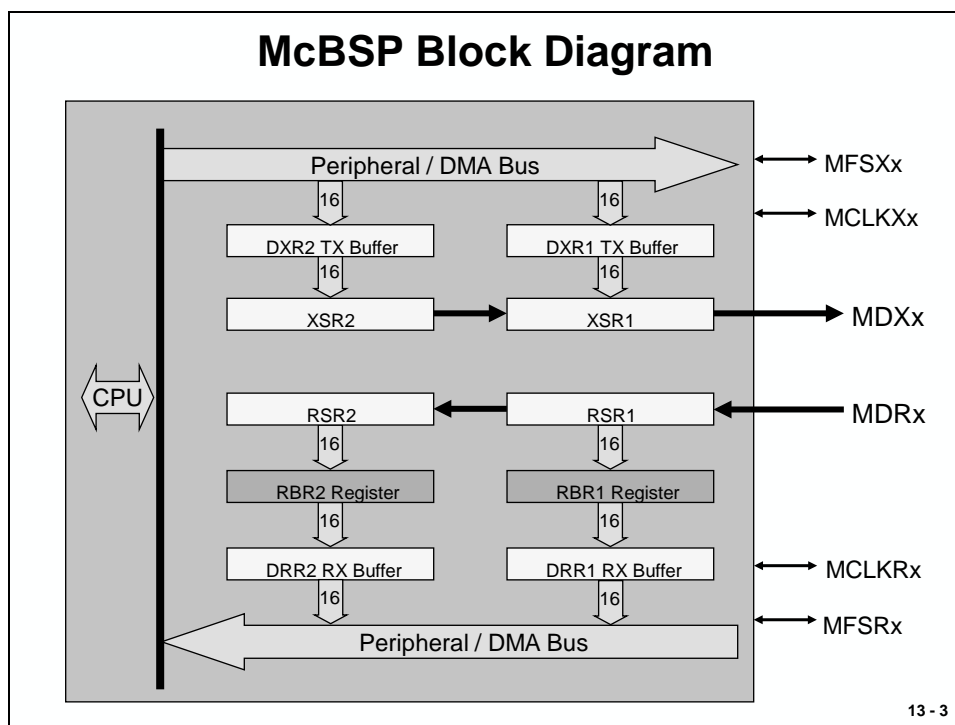 McBSP Block Diagram
Peripheral / DMA Bus
MFSXx
16
16
MCLKXx
DXR2 TX Buffer
DXR1 TX Buffer
16
16
XSR2
XSR1
MDXx
CPU
RSR2
RSR1
MDRx
16
16
RBR2 Register
RBR1 Register
16
16
DRR2 RX Buffer
DRR1 RX Buffer
MCLKRx
16
16
MFSRx
Peripheral / DMA Bus
13 - 3